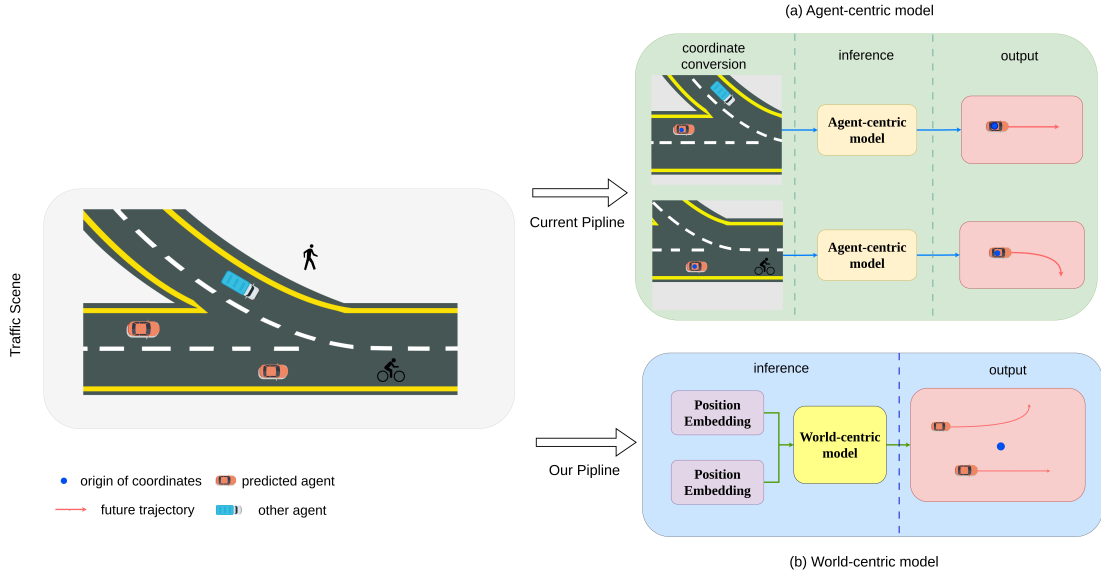 (a) Agent-centric model
coordinate
conversion
inference
output
Agent-centric
model
Agent-centric
model
Current Pipline
Traffic Scene
inference
output
Position
Embedding
World-centric
model
Position
Embedding
Our Pipline
origin of coordinates
predicted agent
future trajectory
other agent
(b) World-centric model